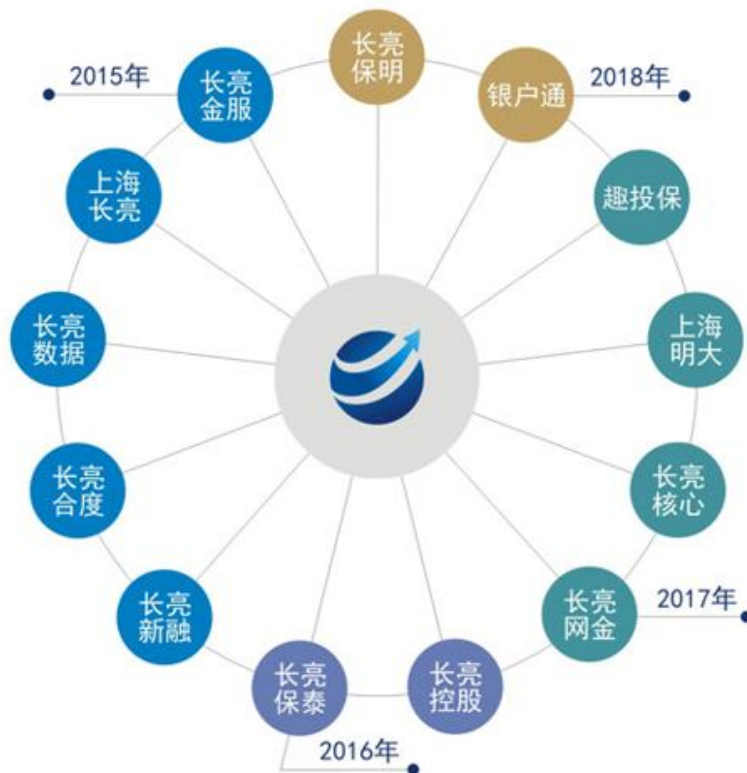 长亮
保明
2015年
长亮
金服
银户通
2018年
上海
长亮
趣投保
长亮
数据
上海
明大
长亮
合度
长亮
核心
长亮
新融
长亮
网金
2017年
长亮
保泰
长亮
控股
2016年